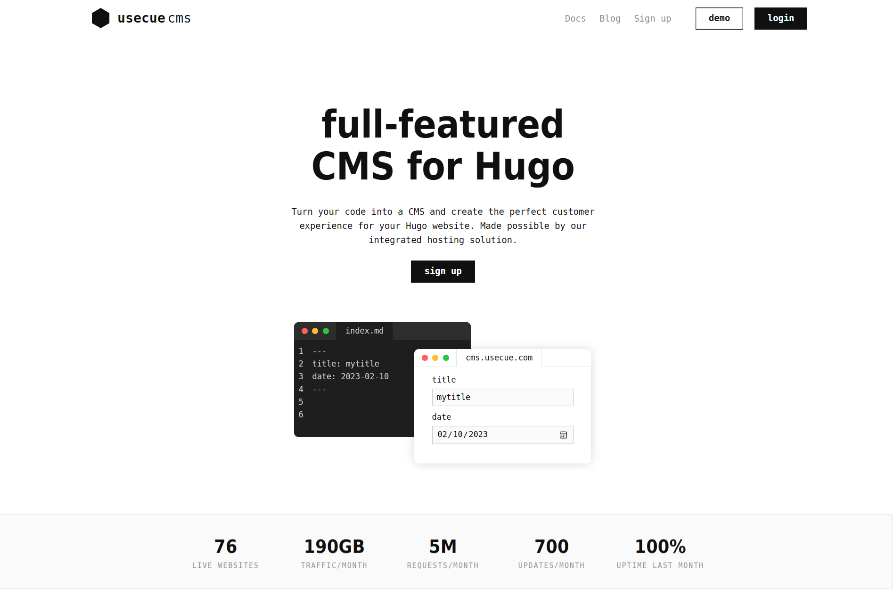 usecue cms
Docs Blog Sign up demo login
full-featured
CMS for Hugo
Turn your code into a CMS and create the perfect customer
experience for your Hugo website. Made possible by our
integrated hosting solution.
sign up
index.md
1 ---
2 title: mytitle
3 date: 2023-02-10
4 ---
5
6
cms.usecue.com
title
mytitle
date
02/10/2023
76 190GB 5M 700 100%
LIVE WEBSITES TRAFFIC/MONTH REQUESTS/MONTH UPDATES/MONTH UPTIME LAST MONTH